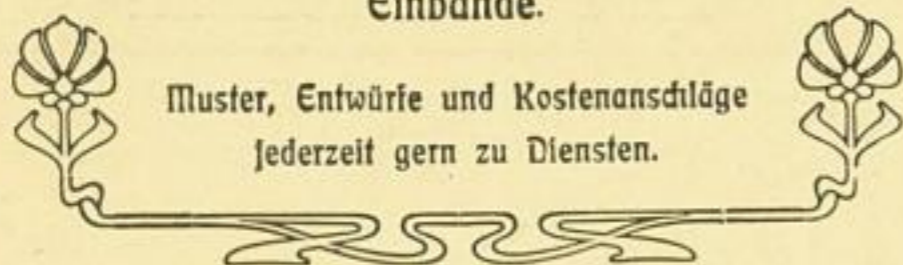 Einbände.
Muster, Entwürfe und Kostenanschläge
jederzeit gern zu Diensten.